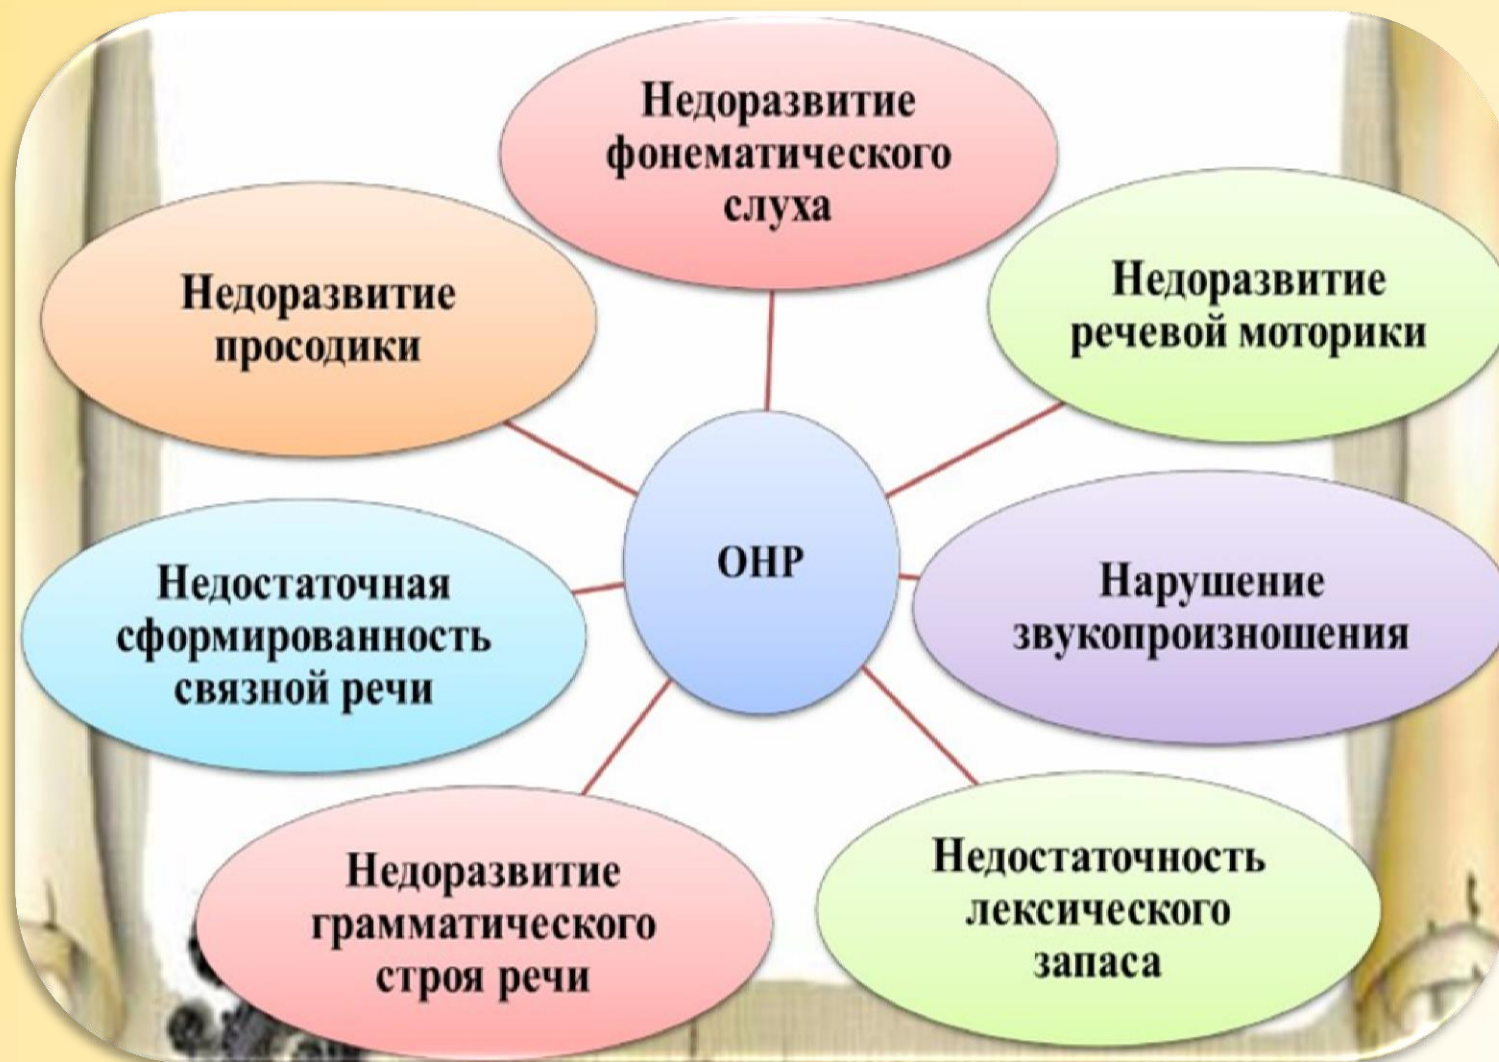 Недоразвитие
фонематического
слуха
Недоразвитие
речевой моторики
Нарушение
звукопроизношения
Недостаточность
лексического
запаса
Недоразвитие
грамматического
строя речи
Недостаточная
сформированность
связной речи
Недоразвитие
просодики
ОНР